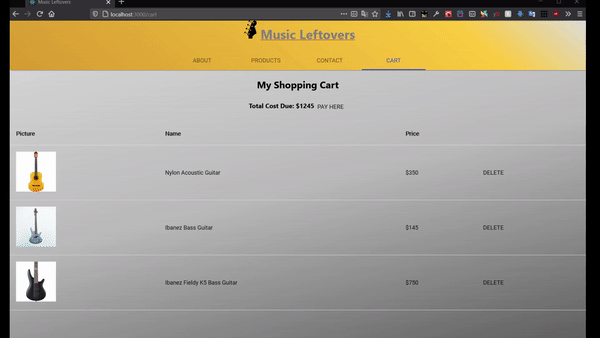 Music Leftovers
localhost:3000/cart
Music Leftovers
ABOUT PRODUCTS CONTACT CART
My Shopping Cart
Total Cost Due: $1245 PAY HERE
Picture Name Price
Nylon Acoustic Guitar $350 DELETE
Ibanez Bass Guitar $145 DELETE
Ibanez Fieldy K5 Bass Guitar $750 DELETE